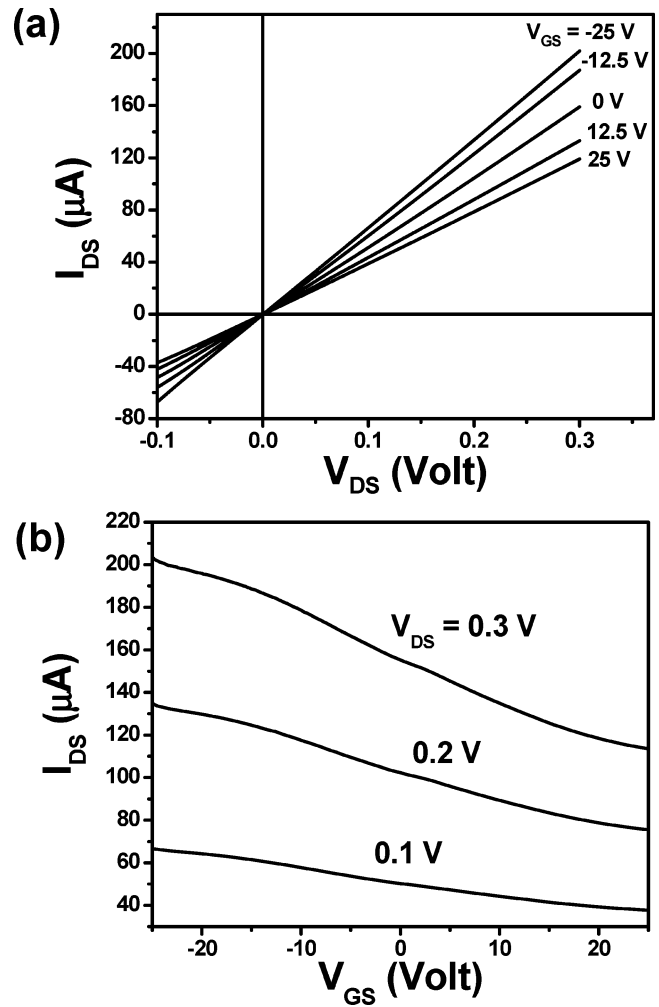 (a)
V_GS = -25 V
-12.5 V
0 V
12.5 V
25 V
220
180
160
120
80
40
0
-40
-80
I_DS (μA)
-0.1
0.0
0.1
0.2
0.3
V_DS (Volt)
(b)
220
200
180
160
140
120
100
80
60
40
I_DS (μA)
V_DS = 0.3 V
0.2 V
0.1 V
-20
-10
0
10
20
V_GS (Volt)